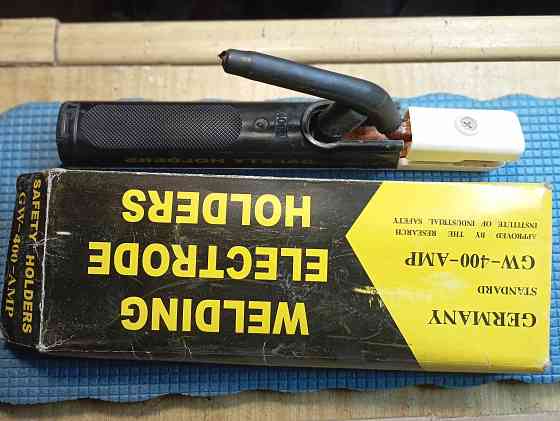 GERMANY
STANDARD
GW-400-AMP
APPROVED BY THE RESEARCH
INSTITUTE OF INDUSTRIAL SAFETY
WELDING
ELECTRODE
HOLDERS
SAFETY HOLDERS
GW-400-AMP
HOLDERS